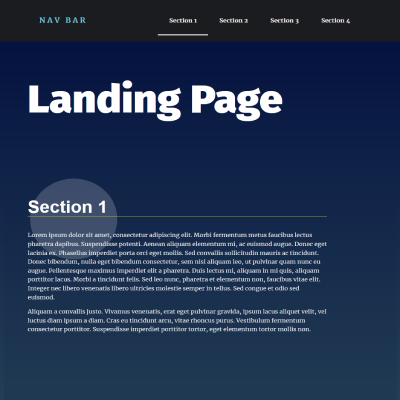 NAV BAR
Section 1 Section 2 Section 3 Section 4
Landing Page
Section 1
Lorem ipsum dolor sit amet, consectetur adipiscing elit. Morbi fermentum metus faucibus lectus
pharetra dapibus. Suspendisse potenti. Aenean aliquam elementum mi, ac euismod augue. Donec eget
lacinia ex. Phasellus imperdiet porta orci eget mollis. Sed convallis sollicitudin mauris ac tincidunt.
Donec bibendum, nulla eget bibendum consectetur, sem nisl aliquam leo, ut pulvinar quam nunc eu
augue. Pellentesque maximus imperdiet elit a pharetra. Duis lectus mi, aliquam in mi quis, aliquam
porttitor lacus. Morbi a tincidunt felis. Sed leo nunc, pharetra et elementum non, faucibus vitae elit.
Integer nec libero venenatis libero ultricies molestie semper in tellus. Sed congue et odio sed
euismod.
Aliquam a convallis justo. Vivamus venenatis, erat eget pulvinar gravida, ipsum lacus aliquet velit, vel
luctus diam ipsum a diam. Cras eu tincidunt arcu, vitae rhoncus purus. Vestibulum fermentum
consectetur porttitor. Suspendisse imperdiet porttitor tortor, eget elementum tortor mollis non.